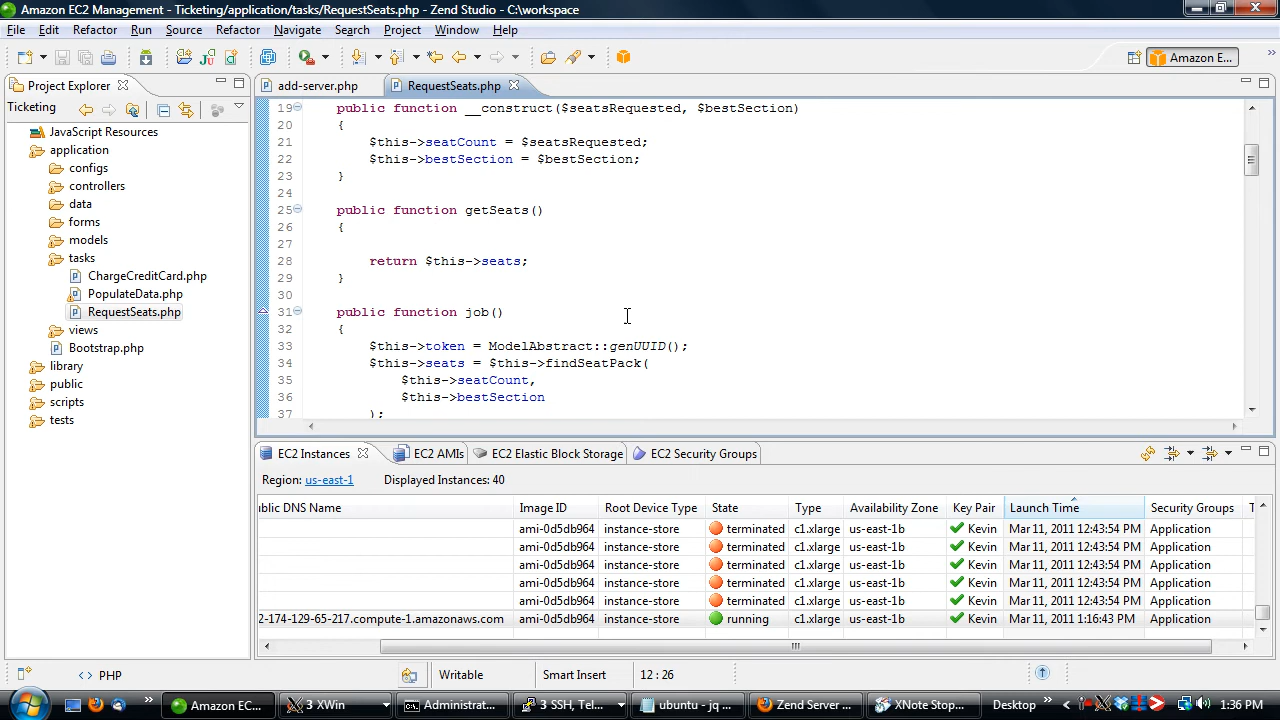 Amazon EC2 Management - Ticketing/application/tasks/RequestSeats.php - Zend Studio - C:\workspace
File Edit Refactor Run Source Refactor Navigate Search Project Window Help
Amazon E...
Project Explorer
Ticketing
JavaScript Resources
application
configs
controllers
data
forms
models
tasks
ChargeCreditCard.php
PopulateData.php
RequestSeats.php
views
Bootstrap.php
library
public
scripts
tests
add-server.php RequestSeats.php
19 public function __construct($seatsRequested, $bestSection)
20 {
21 $this->seatCount = $seatsRequested;
22 $this->bestSection = $bestSection;
23 }
24
25 public function getSeats()
26 {
27
28 return $this->seats;
29 }
30
31 public function job()
32 {
33 $this->token = ModelAbstract::genUUID();
34 $this->seats = $this->findSeatPack(
35 $this->seatCount,
36 $this->bestSection
37 );
EC2 Instances EC2 AMIs EC2 Elastic Block Storage EC2 Security Groups
Region: us-east-1 Displayed Instances: 40
ublic DNS Name Image ID Root Device Type State Type Availability Zone Key Pair Launch Time Security Groups T
ami-0d5db964 instance-store terminated c1.xlarge us-east-1b Kevin Mar 11, 2011 12:43:54 PM Application
ami-0d5db964 instance-store terminated c1.xlarge us-east-1b Kevin Mar 11, 2011 12:43:54 PM Application
ami-0d5db964 instance-store terminated c1.xlarge us-east-1b Kevin Mar 11, 2011 12:43:54 PM Application
ami-0d5db964 instance-store terminated c1.xlarge us-east-1b Kevin Mar 11, 2011 12:43:54 PM Application
ami-0d5db964 instance-store terminated c1.xlarge us-east-1b Kevin Mar 11, 2011 12:43:54 PM Application
2-174-129-65-217.compute-1.amazonaws.com ami-0d5db964 instance-store running c1.xlarge us-east-1b Kevin Mar 11, 2011 1:16:43 PM Application
PHP Writable Smart Insert 12 : 26
Amazon EC... 3 XWin Administrat... 3 SSH, Tel... ubuntu - jq ... Zend Server ... XNote Stop... Desktop 1:36 PM